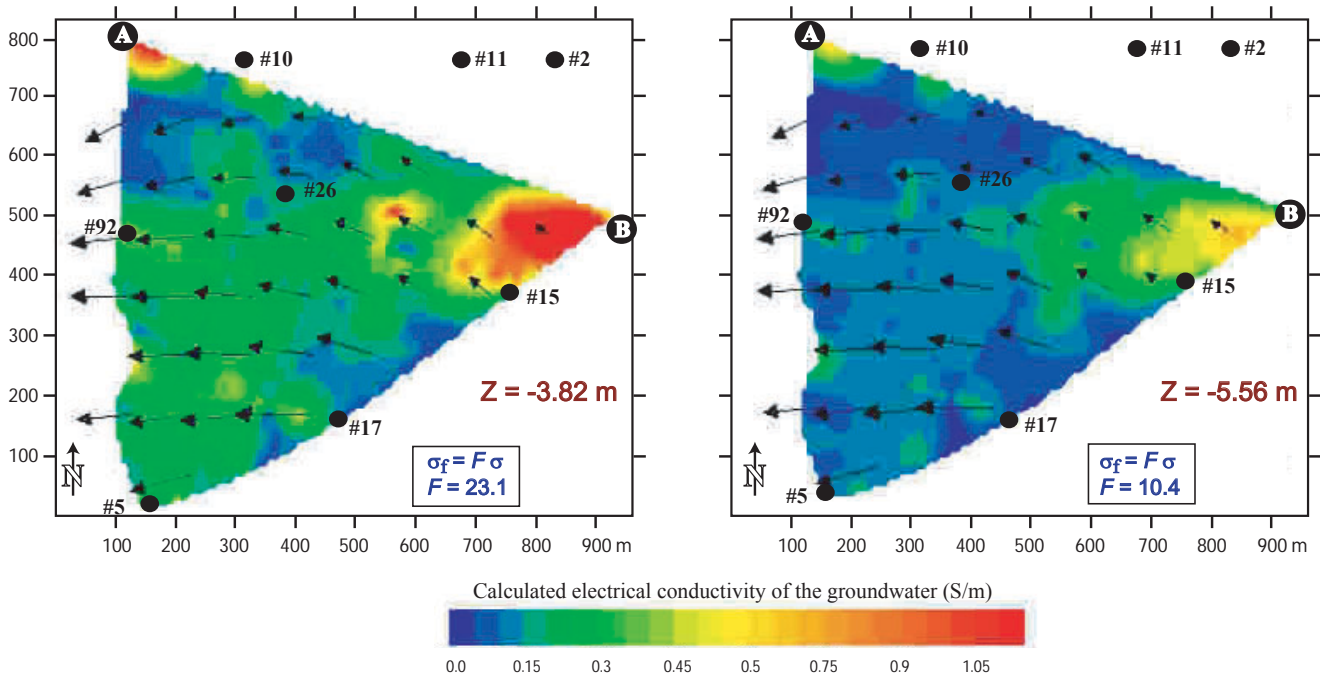 A
#10
#11
#2
800
700
600
500
400
300
200
100
#26
#92
B
#15
Z = -3.82 m
#17
N
σf = F σ
F = 23.1
#5
100 200 300 400 500 600 700 800 900 m
A
#10
#11
#2
#26
#92
B
#15
Z = -5.56 m
#17
N
σf = F σ
F = 10.4
#5
100 200 300 400 500 600 700 800 900 m
Calculated electrical conductivity of the groundwater (S/m)
0.0 0.15 0.3 0.45 0.5 0.75 0.9 1.05